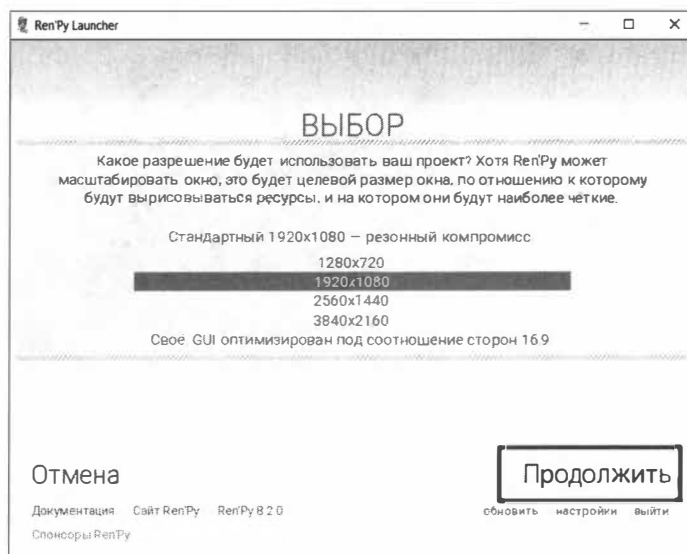 Ren'Py Launcher
ВЫБОР
Какое разрешение будет использовать ваш проект? Хотя Ren'Py может
масштабировать окно, это будет целевой размер окна, по отношению к которому
будут вырисовываться ресурсы, и на котором они будут наиболее чёткие.
Стандартный 1920x1080 — резонный компромисс
1280x720
1920x1080
2560x1440
3840x2160
Свое. GUI оптимизирован под соотношение сторон 16:9
Отмена
Продолжить
Документация Сайт Ren'Py Ren'Py 8.2.0
обновить настройки выйти
Спонсоры Ren'Py